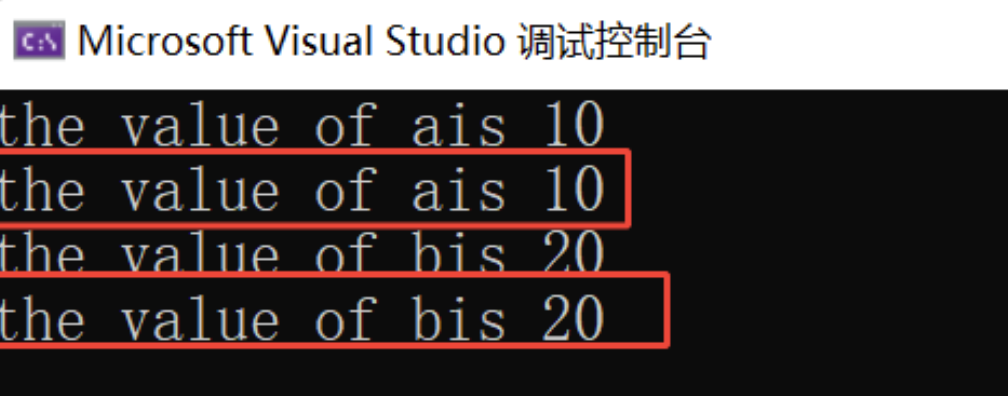 C:\ Microsoft Visual Studio 调试控制台
the value of ais 10
the value of ais 10
the value of bis 20
the value of bis 20